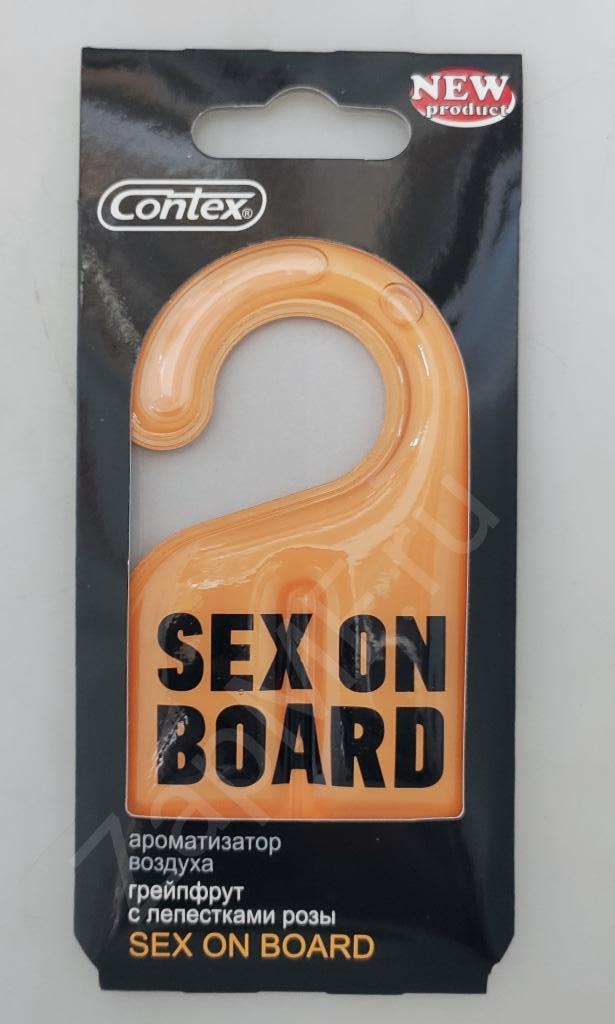 NEW
product
Contex®
SEX ON
BOARD
ароматизатор
воздуха
грейпфрут
с лепестками розы
SEX ON BOARD